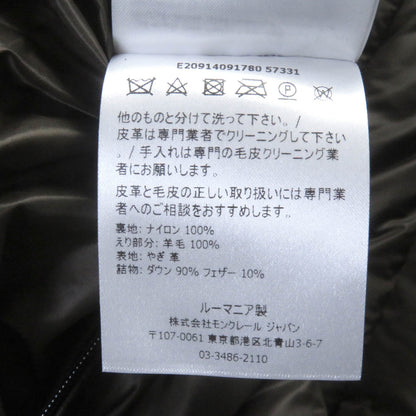 E20914091780 57331
他のものと分けて洗って下さい。/
皮革は専門業者でクリーニングして下さい
。/手入れは専門の毛皮クリーニング業者
にお願いします。
皮革と毛皮の正しい取り扱いには専門業
者へのご相談をおすすめします。
裏地: ナイロン 100%
えり部分: 羊毛 100%
表地: やぎ 革
詰物: ダウン 90% フェザー 10%
ルーマニア製
株式会社モンクレール ジャパン
〒107-0061 東京都港区北青山3-6-7
03-3486-2110